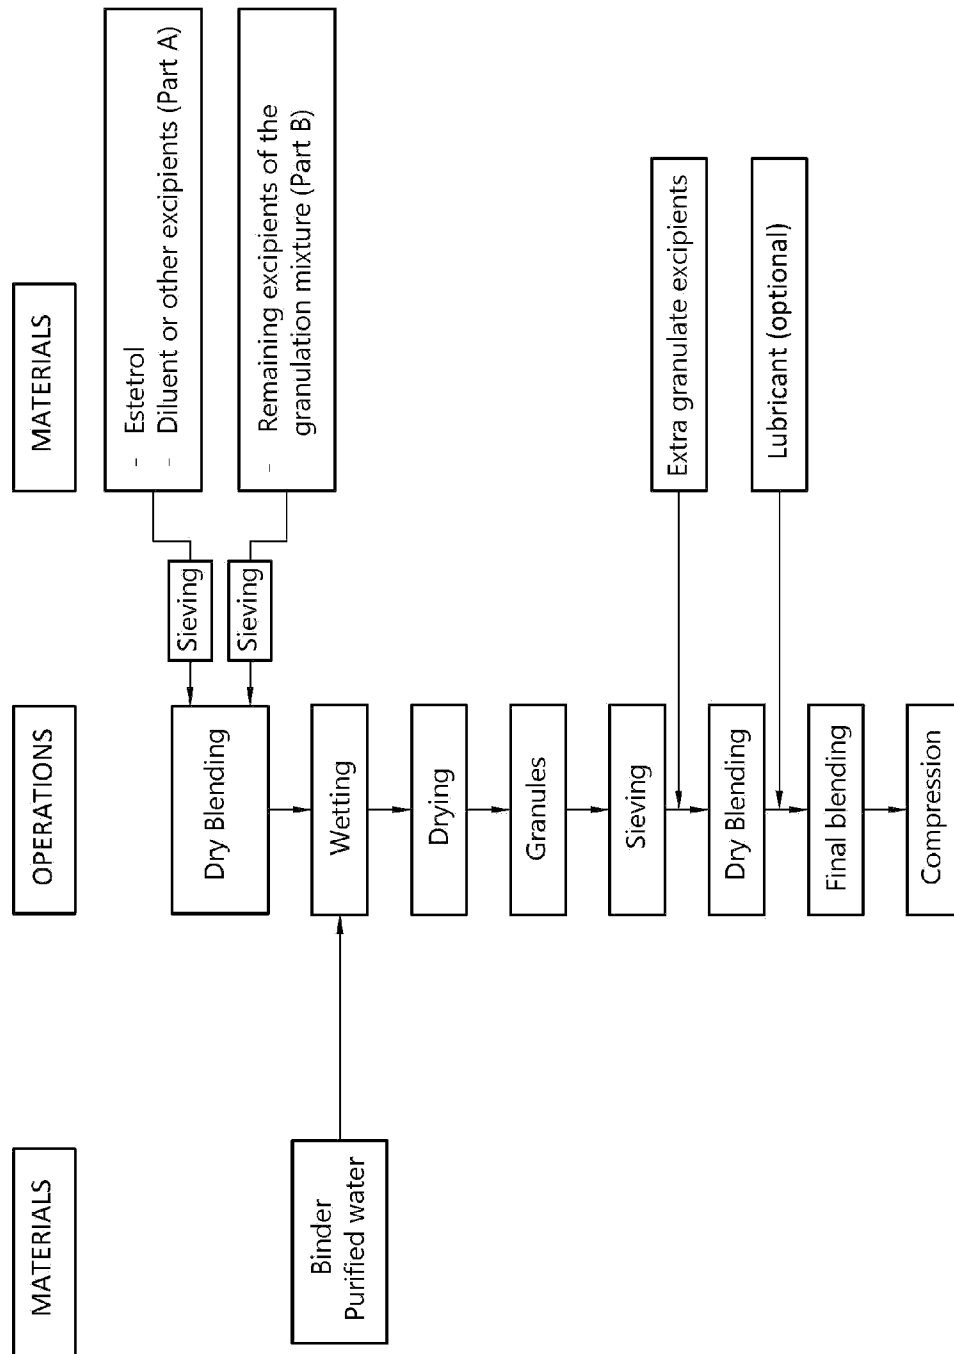 MATERIALS
OPERATIONS
MATERIALS
- Estetrol
- Diluent or other excipients (Part A)
Sieving
- Remaining excipients of the
granulation mixture (Part B)
Sieving
Dry Blending
Binder
Purified water
Wetting
Drying
Granules
Sieving
Extra granulate excipients
Dry Blending
Lubricant (optional)
Final blending
Compression